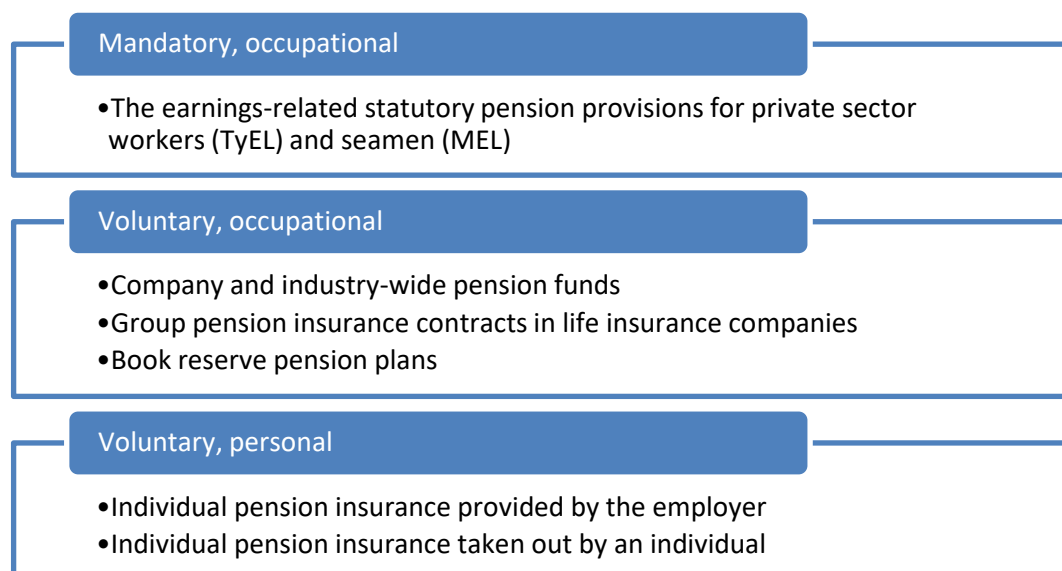 Mandatory, occupational
•The earnings-related statutory pension provisions for private sector
workers (TyEL) and seamen (MEL)
Voluntary, occupational
•Company and industry-wide pension funds
•Group pension insurance contracts in life insurance companies
•Book reserve pension plans
Voluntary, personal
•Individual pension insurance provided by the employer
•Individual pension insurance taken out by an individual